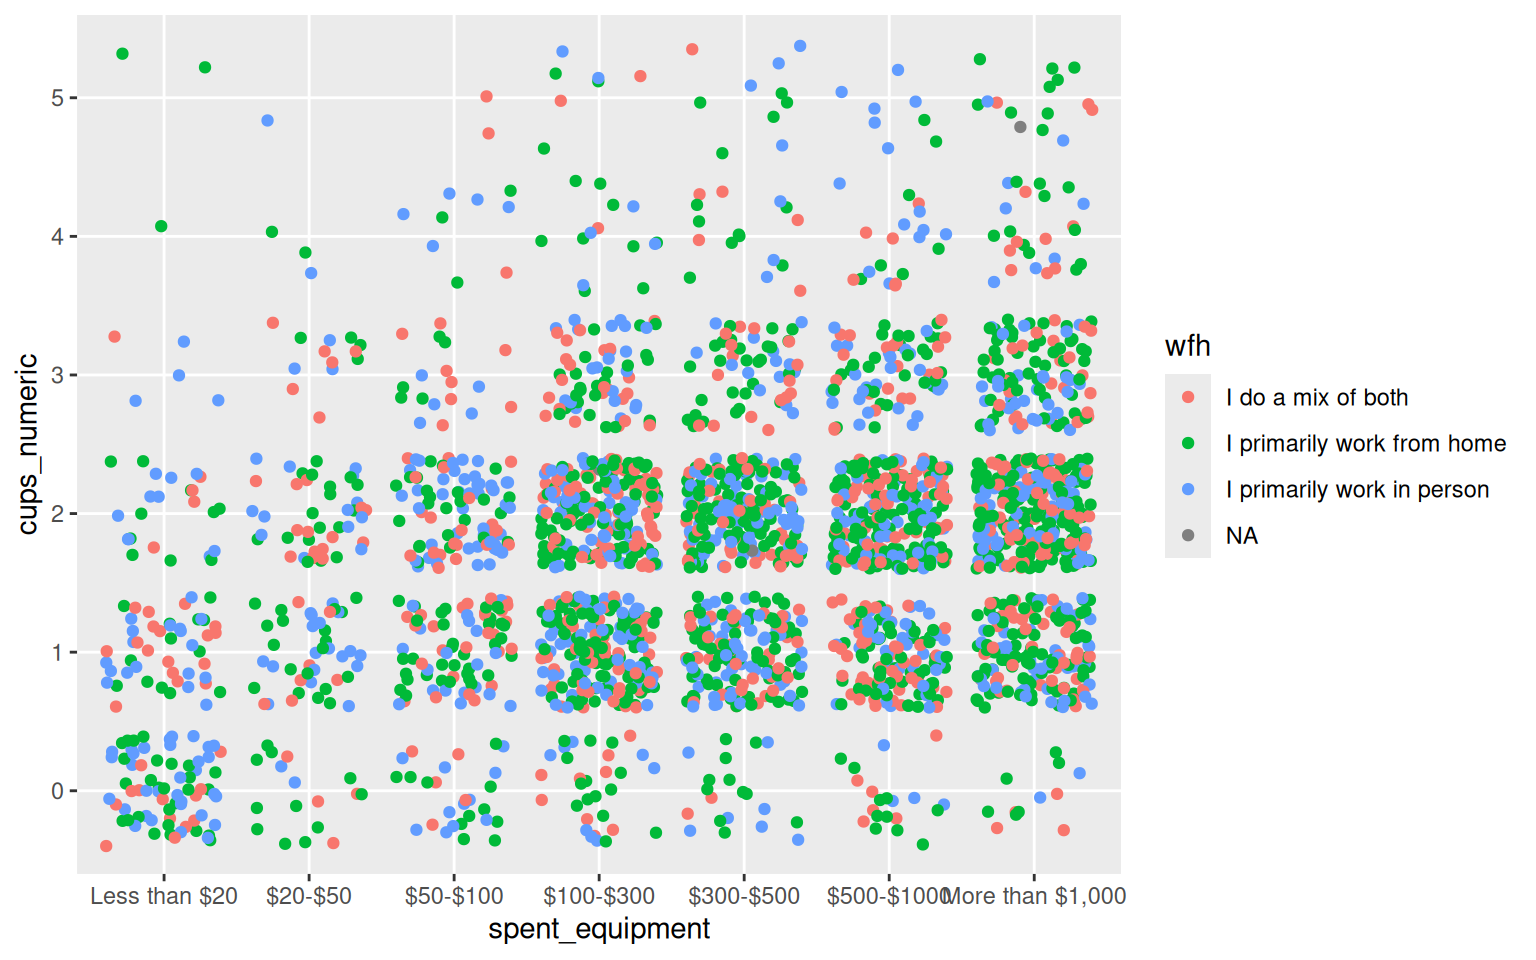 5
4
3
2
1
0
cups_numeric
Less than $20
$20-$50
$50-$100
$100-$300
$300-$500
$500-$1000
More than $1,000
spent_equipment
wfh
I do a mix of both
I primarily work from home
I primarily work in person
NA